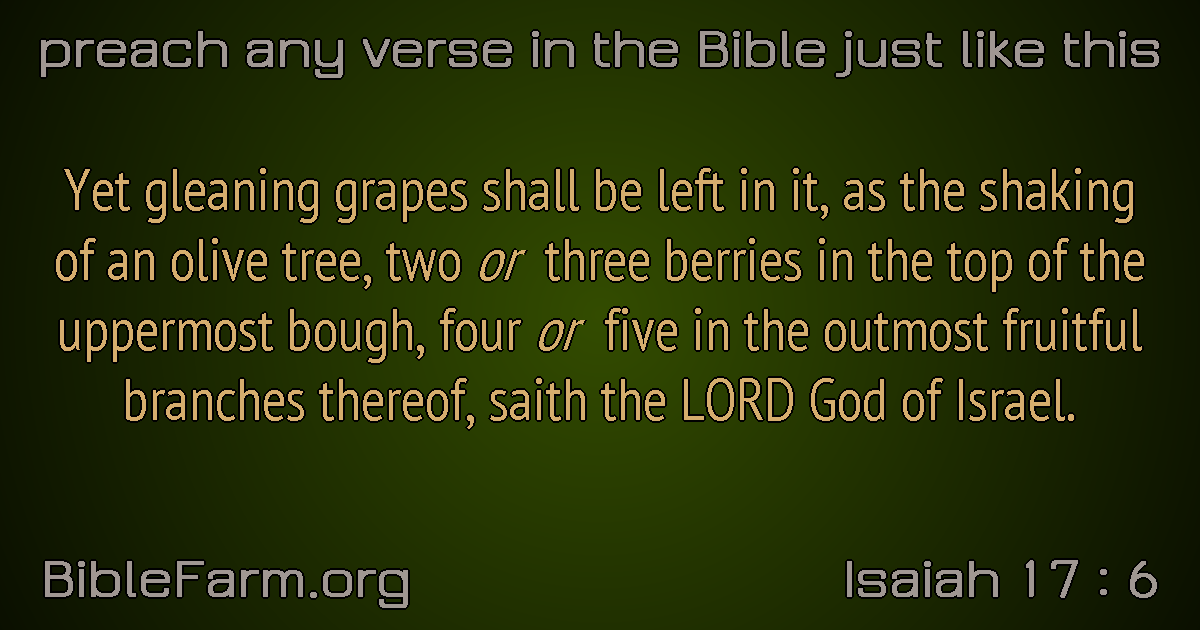 preach any verse in the Bible just like this
Yet gleaning grapes shall be left in it, as the shaking
of an olive tree, two or three berries in the top of the
uppermost bough, four or five in the outmost fruitful
branches thereof, saith the LORD God of Israel.
BibleFarm.org
Isaiah 17 : 6